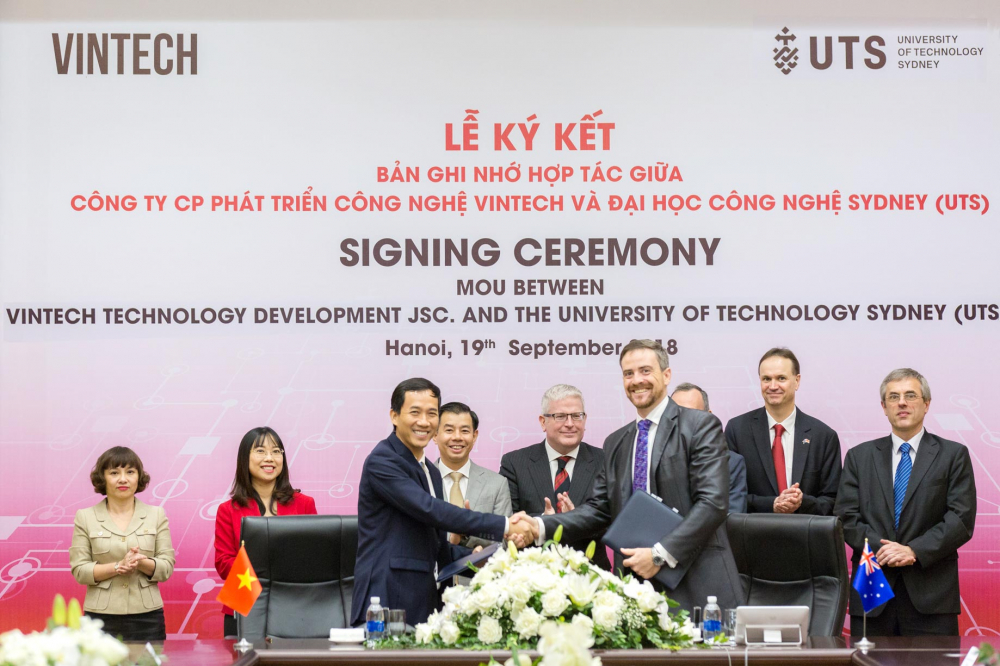 VINTECH
UTS
UNIVERSITY
OF TECHNOLOGY
SYDNEY
LỄ KÝ KẾT
BẢN GHI NHỚ HỢP TÁC GIỮA
CÔNG TY CP PHÁT TRIỂN CÔNG NGHỆ VINTECH VÀ ĐẠI HỌC CÔNG NGHỆ SYDNEY (UTS)
SIGNING CEREMONY
MOU BETWEEN
VINTECH TECHNOLOGY DEVELOPMENT JSC. AND THE UNIVERSITY OF TECHNOLOGY SYDNEY (UTS
Hanoi, 19th September 18